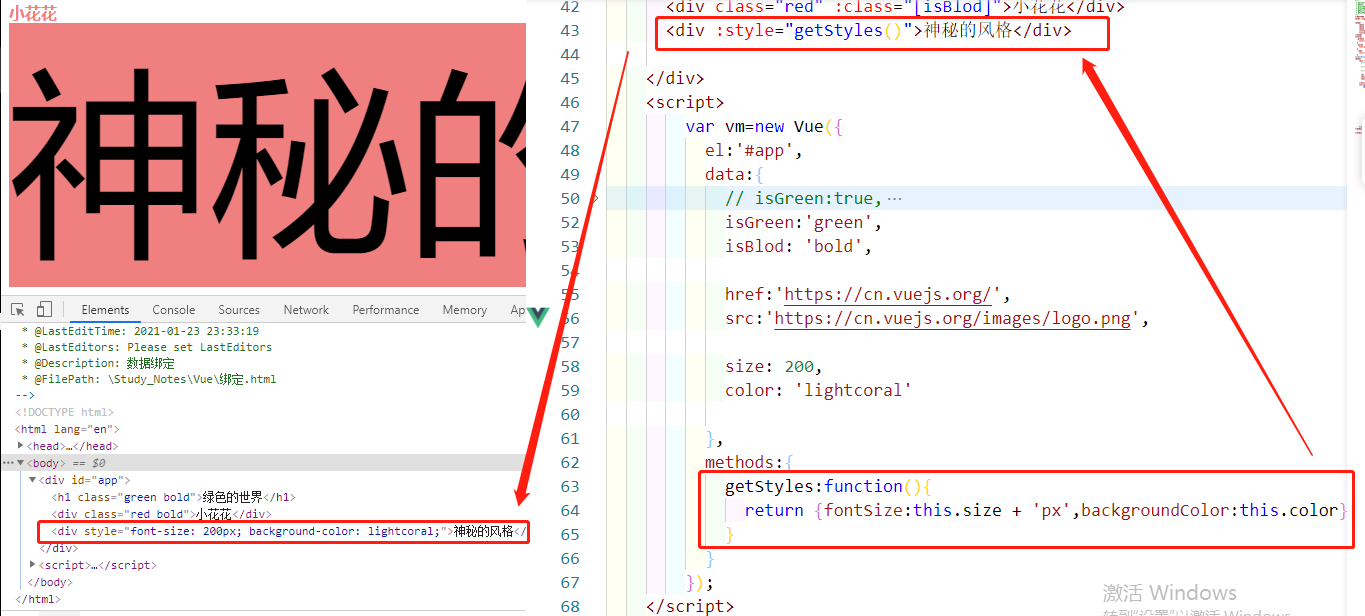 小花花
神秘的
Elements Console Sources Network Performance Memory Ap
* @LastEditTime: 2021-01-23 23:33:19
* @LastEditors: Please set LastEditors
* @Description: 数据绑定
* @FilePath: \Study_Notes\Vue\绑定.html
-->
<!DOCTYPE html>
<html lang="en">
▶<head>…</head>
⋯▼<body> == $0
▼<div id="app">
<h1 class="green bold">绿色的世界</h1>
<div class="red bold">小花花</div>
<div style="font-size: 200px; background-color: lightcoral;">神秘的风格</
</div>
▶<script>…</script>
</body>
</html>
42 <div class="red" :class="[isBlod]">小花花</div>
43 <div :style="getStyles()">神秘的风格</div>
44
45 </div>
46 <script>
47 var vm=new Vue({
48 el:'#app',
49 data:{
50 // isGreen:true, ⋯
52 isGreen:'green',
53 isBlod: 'bold',
54
55 href:'https://cn.vuejs.org/',
56 src:'https://cn.vuejs.org/images/logo.png',
57
58 size: 200,
59 color: 'lightcoral'
60
61 },
62 methods:{
63 getStyles:function(){
64 return {fontSize:this.size + 'px',backgroundColor:this.color}
65 }
66 }
67 });
68 </script>
激活 Windows
转到"设置"以激活 Windows